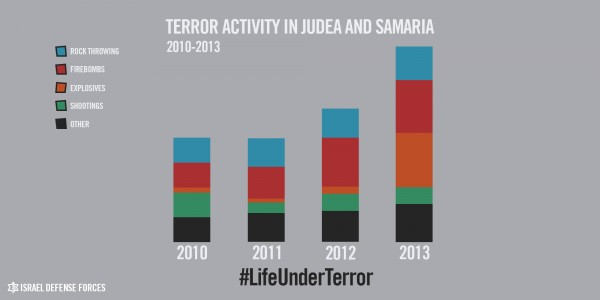 TERROR ACTIVITY IN JUDEA AND SAMARIA
2010-2013
ROCK THROWING
FIREBOMBS
EXPLOSIVES
SHOOTINGS
OTHER
2010 2011 2012 2013
#LifeUnderTerror
ISRAEL DEFENSE FORCES